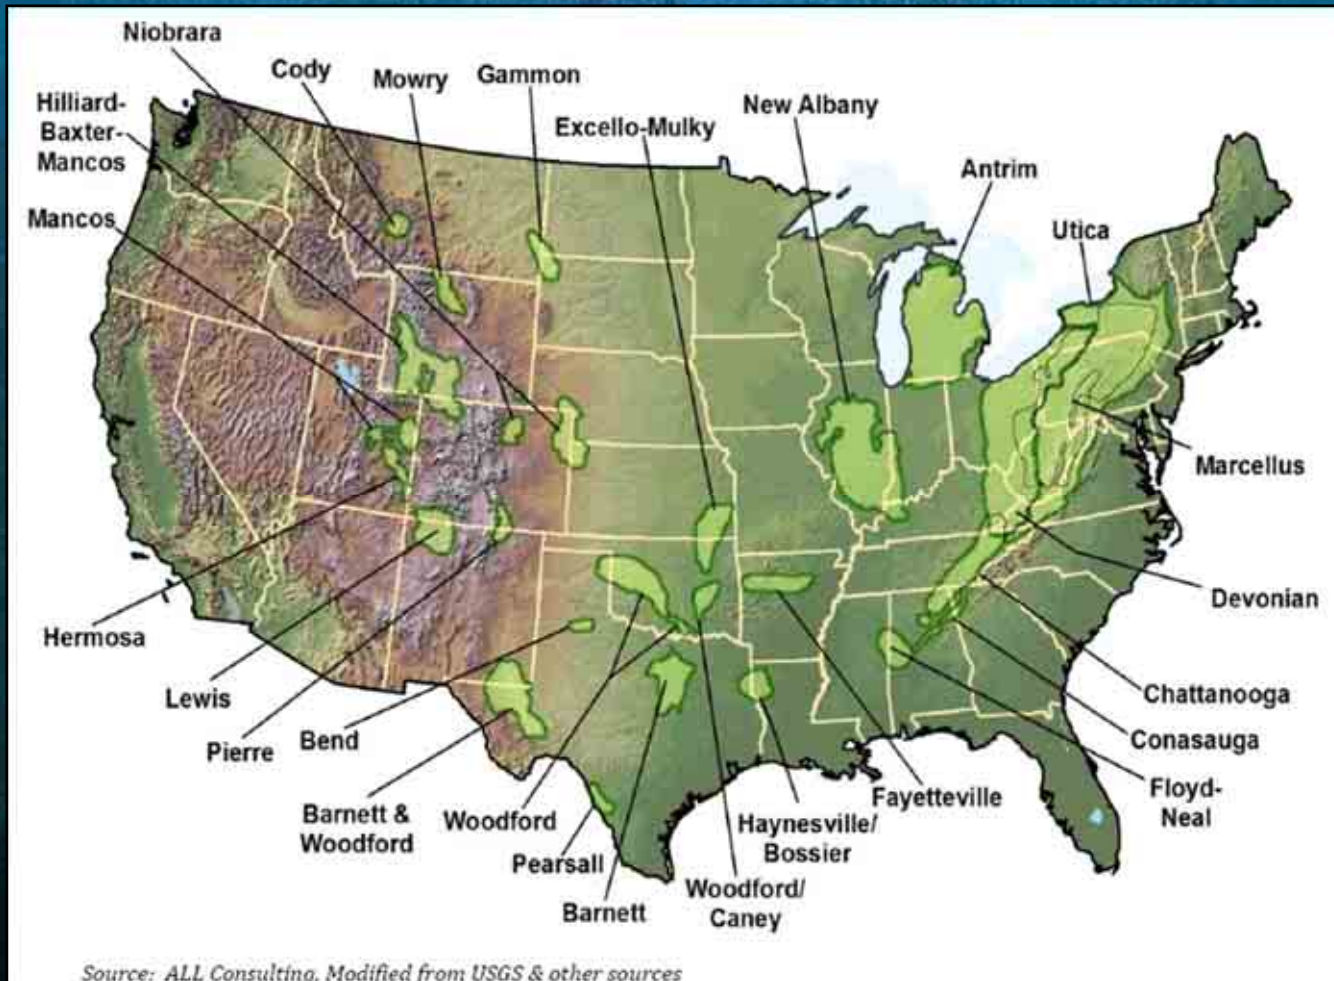 Niobrara
Cody
Mowry
Gammon
Hilliard-
Baxter-
Mancos
New Albany
Excello-Mulky
Antrim
Mancos
Utica
Marcellus
Devonian
Hermosa
Lewis
Chattanooga
Pierre
Bend
Conasauga
Barnett &
Woodford
Woodford
Fayetteville
Floyd-
Neal
Pearsall
Haynesville/
Bossier
Barnett
Woodford/
Caney
Source: ALL Consulting, Modified from USGS & other sources